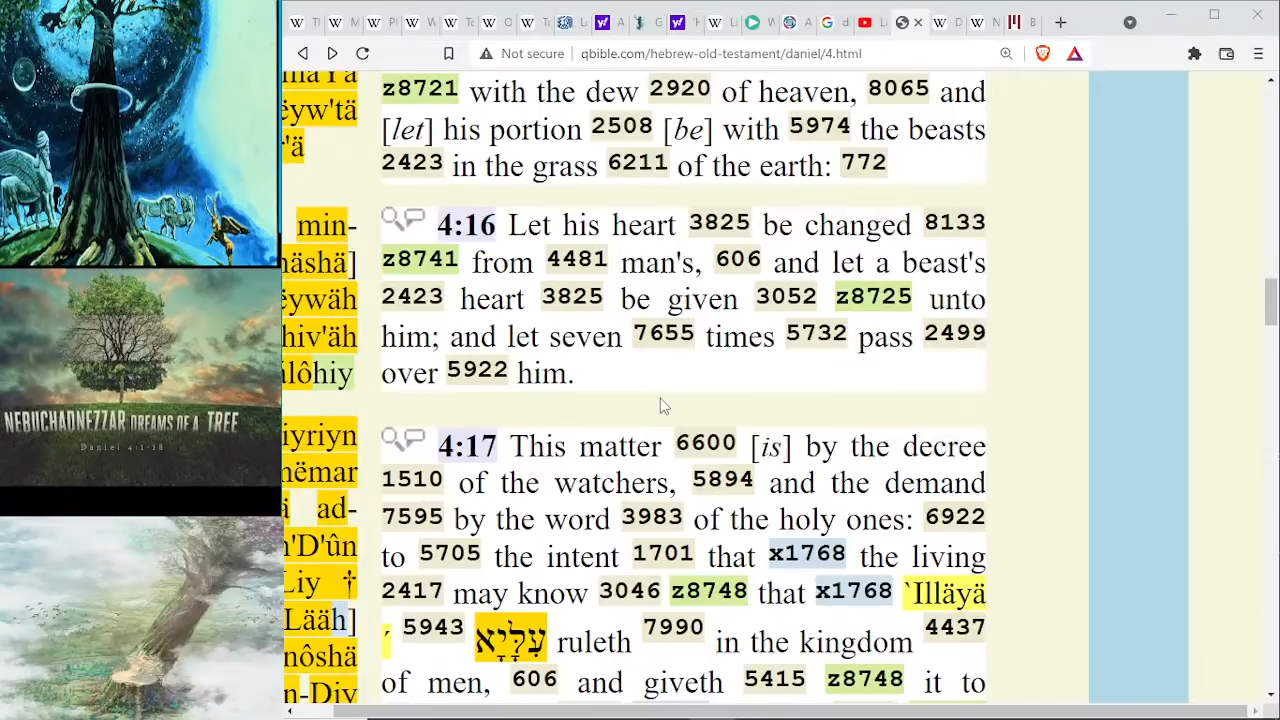 Not secure qbible.com/hebrew-old-testament/daniel/4.html
z8721 with the dew 2920 of heaven, 8065 and
[let] his portion 2508 [be] with 5974 the beasts
2423 in the grass 6211 of the earth: 772
4:16 Let his heart 3825 be changed 8133
z8741 from 4481 man's, 606 and let a beast's
2423 heart 3825 be given 3052 z8725 unto
him; and let seven 7655 times 5732 pass 2499
over 5922 him.
4:17 This matter 6600 [is] by the decree
1510 of the watchers, 5894 and the demand
7595 by the word 3983 of the holy ones: 6922
to 5705 the intent 1701 that x1768 the living
2417 may know 3046 z8748 that x1768 `Illäyä
´ 5943 עִלָּיָא ruleth 7990 in the kingdom 4437
of men, 606 and giveth 5415 z8748 it to
ëyw'tä
'ä
min-
äshä]
ëywäh
hiv'äh
lôhiy
iyriyn
mëmar
ä ad-
'D'ûn
Liy †
Lääh]
nôshä
n-Div
NEBUCHADNEZZAR DREAMS OF A TREE
Daniel 4:1-18